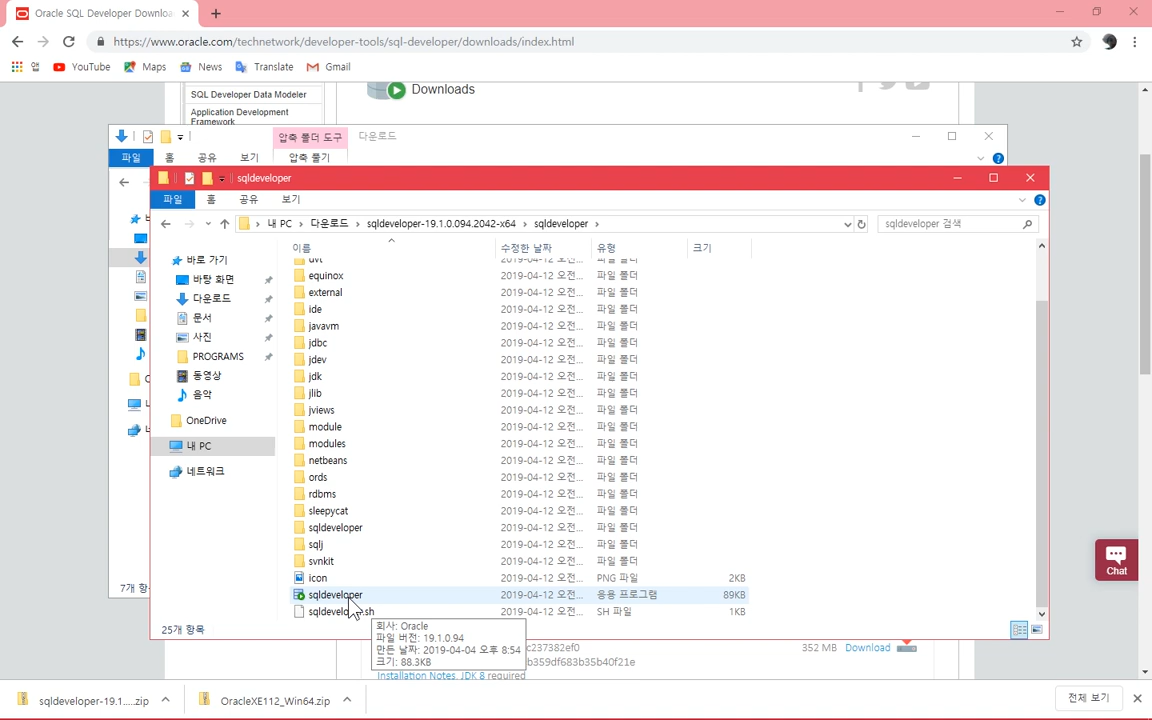 Oracle SQL Developer Downloa
https://www.oracle.com/technetwork/developer-tools/sql-developer/downloads/index.html
앱 YouTube Maps News Translate Gmail
SQL Developer Data Modeler
Application Development
Framework
Downloads
압축 폴더 도구 다운로드
파일 홈 공유 보기 압축 풀기
sqldeveloper
파일 홈 공유 보기
내 PC 다운로드 sqldeveloper-19.1.0.094.2042-x64 sqldeveloper
sqldeveloper 검색
이름 수정한 날짜 유형 크기
바로 가기
바탕 화면
다운로드
문서
사진
PROGRAMS
동영상
음악
OneDrive
내 PC
네트워크
equinox 2019-04-12 오전... 파일 폴더
external 2019-04-12 오전... 파일 폴더
ide 2019-04-12 오전... 파일 폴더
javavm 2019-04-12 오전... 파일 폴더
jdbc 2019-04-12 오전... 파일 폴더
jdev 2019-04-12 오전... 파일 폴더
jdk 2019-04-12 오전... 파일 폴더
jlib 2019-04-12 오전... 파일 폴더
jviews 2019-04-12 오전... 파일 폴더
module 2019-04-12 오전... 파일 폴더
modules 2019-04-12 오전... 파일 폴더
netbeans 2019-04-12 오전... 파일 폴더
ords 2019-04-12 오전... 파일 폴더
rdbms 2019-04-12 오전... 파일 폴더
sleepycat 2019-04-12 오전... 파일 폴더
sqldeveloper 2019-04-12 오전... 파일 폴더
sqlj 2019-04-12 오전... 파일 폴더
svnkit 2019-04-12 오전... 파일 폴더
icon 2019-04-12 오전... PNG 파일 2KB
sqldeveloper 2019-04-12 오전... 응용 프로그램 89KB
2019-04-12 오전... SH 파일 1KB
25개 항목
7개 항
회사: Oracle
파일 버전: 19.1.0.94
만든 날짜: 2019-04-04 오후 8:54
크기: 88.3KB
c237382ef0
b359df683b35b40f21e
352 MB Download
Installation Notes, JDK 8 required
Chat
sqldeveloper-19.1.....zip
OracleXE112_Win64.zip
전체 보기